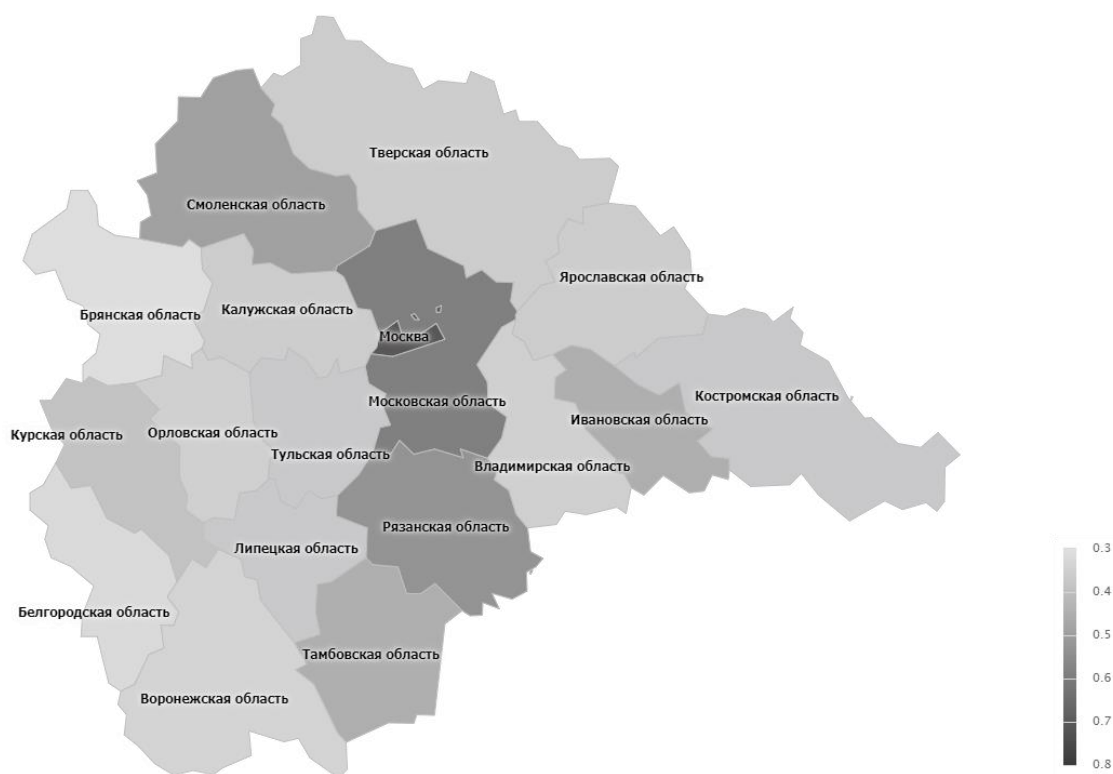 Тверская область
Смоленская область
Ярославская область
Калужская область
Брянская область
Москва
Костромская область
Московская область
Ивановская область
Курская область
Орловская область
Тульская область
Владимирская область
Рязанская область
Липецкая область
Белгородская область
Тамбовская область
Воронежская область
0.3
0.4
0.5
0.6
0.7
0.8